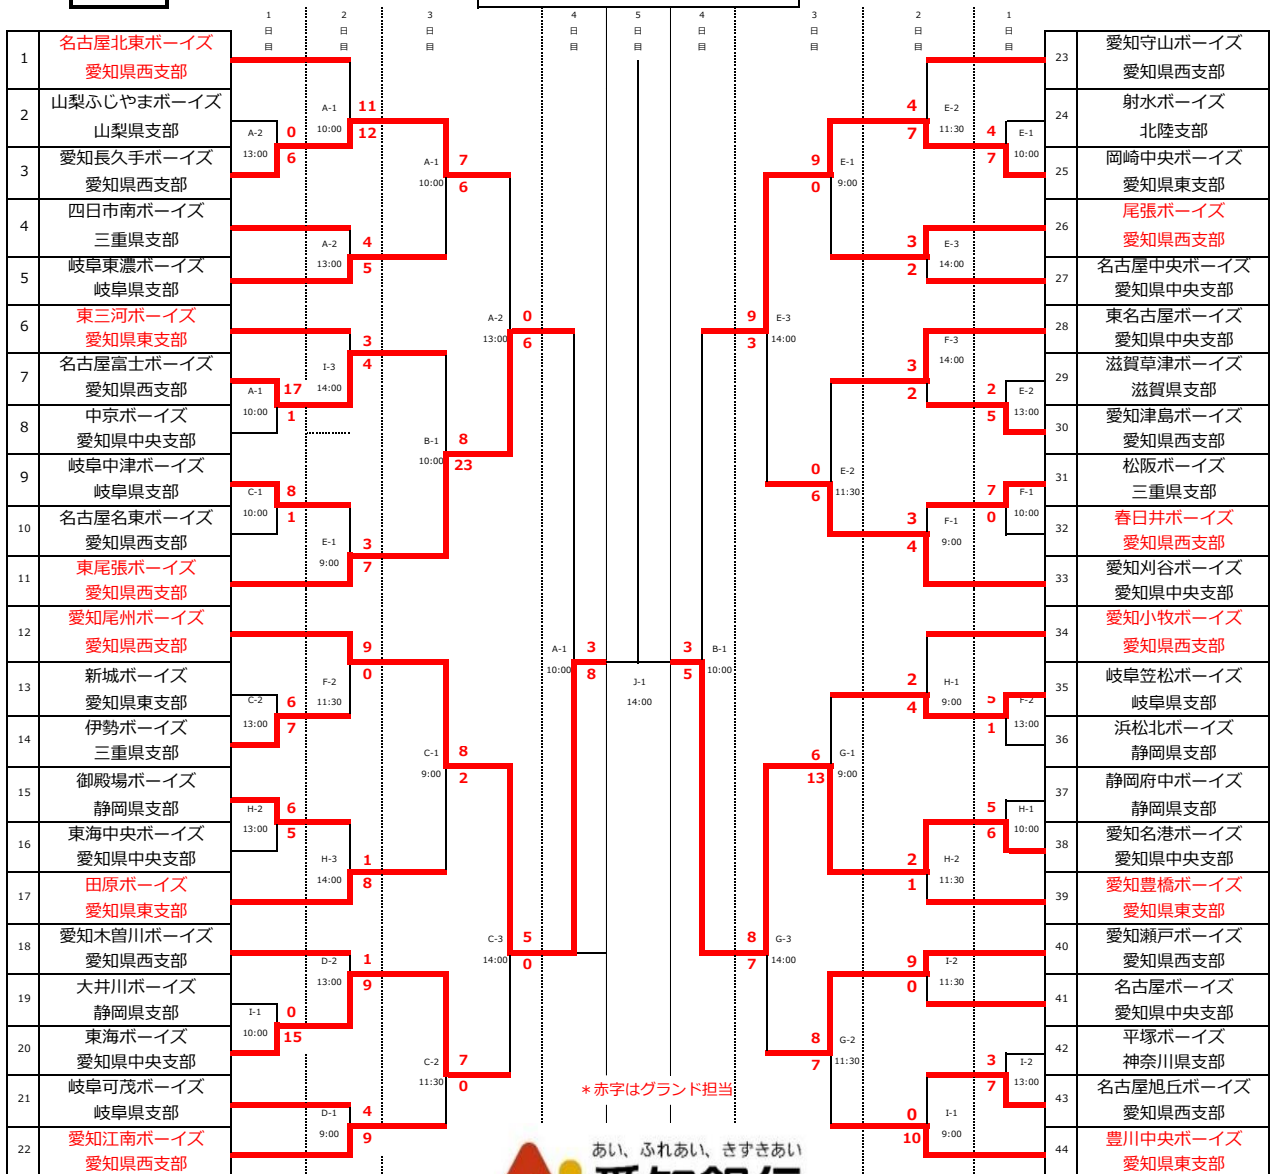 1日目 2日目 3日目 4日目 5日目 4日目 3日目 2日目 1日目
1 名古屋北東ボーイズ
愛知県西支部
2 山梨ふじやまボーイズ
山梨県支部
3 愛知長久手ボーイズ
愛知県西支部
4 四日市南ボーイズ
三重県支部
5 岐阜東濃ボーイズ
岐阜県支部
6 東三河ボーイズ
愛知県東支部
7 名古屋富士ボーイズ
愛知県西支部
8 中京ボーイズ
愛知県中央支部
9 岐阜中津ボーイズ
岐阜県支部
10 名古屋名東ボーイズ
愛知県西支部
11 東尾張ボーイズ
愛知県西支部
12 愛知尾州ボーイズ
愛知県西支部
13 新城ボーイズ
愛知県東支部
14 伊勢ボーイズ
三重県支部
15 御殿場ボーイズ
静岡県支部
16 東海中央ボーイズ
愛知県中央支部
17 田原ボーイズ
愛知県東支部
18 愛知木曽川ボーイズ
愛知県西支部
19 大井川ボーイズ
静岡県支部
20 東海ボーイズ
愛知県中央支部
21 岐阜可茂ボーイズ
岐阜県支部
22 愛知江南ボーイズ
愛知県西支部
A-2 13:00 0 6
A-1 10:00 17 1
C-1 10:00 8 1
C-2 13:00 6 7
H-2 13:00 6 5
I-1 10:00 0 15
A-1 10:00 11 12
A-2 13:00 4 5
I-3 14:00 3 4
E-1 9:00 3 7
F-2 11:30 9 0
H-3 14:00 1 8
D-2 13:00 1 9
D-1 9:00 4 9
A-1 10:00 7 6
B-1 10:00 8 23
C-1 9:00 8 2
C-2 11:30 7 0
A-2 13:00 0 6
C-3 14:00 5 0
A-1 10:00 3 8
J-1 14:00
B-1 10:00 3 5
E-3 14:00 9 3
G-3 14:00 8 7
E-1 9:00 9 0
E-2 11:30 0 6
G-1 9:00 6 13
G-2 11:30 8 7
E-2 11:30 4 7
E-3 14:00 3 2
F-3 14:00 3 2
F-1 9:00 3 4
H-1 9:00 2 4
H-2 11:30 2 1
I-2 11:30 9 0
I-1 9:00 0 10
E-1 10:00 4 7
E-2 13:00 2 5
F-1 10:00 7 0
F-2 13:00 5 1
H-1 10:00 5 6
I-2 13:00 3 7
23 愛知守山ボーイズ
愛知県西支部
24 射水ボーイズ
北陸支部
25 岡崎中央ボーイズ
愛知県東支部
26 尾張ボーイズ
愛知県西支部
27 名古屋中央ボーイズ
愛知県中央支部
28 東名古屋ボーイズ
愛知県中央支部
29 滋賀草津ボーイズ
滋賀県支部
30 愛知津島ボーイズ
愛知県西支部
31 松阪ボーイズ
三重県支部
32 春日井ボーイズ
愛知県西支部
33 愛知刈谷ボーイズ
愛知県中央支部
34 愛知小牧ボーイズ
愛知県西支部
35 岐阜笠松ボーイズ
岐阜県支部
36 浜松北ボーイズ
静岡県支部
37 静岡府中ボーイズ
静岡県支部
38 愛知名港ボーイズ
愛知県中央支部
39 愛知豊橋ボーイズ
愛知県東支部
40 愛知瀬戸ボーイズ
愛知県西支部
41 名古屋ボーイズ
愛知県中央支部
42 平塚ボーイズ
神奈川県支部
43 名古屋旭丘ボーイズ
愛知県西支部
44 豊川中央ボーイズ
愛知県東支部
＊赤字はグランド担当
あい、ふれあい、きずきあい
愛知銀行